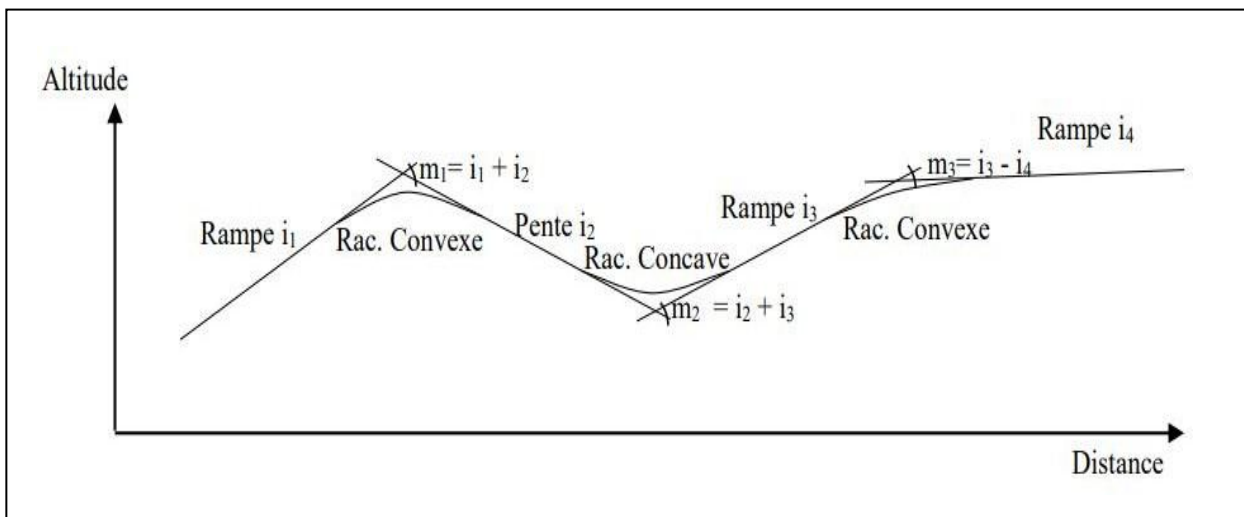 Altitude
Rampe i₄
m₁= i₁ + i₂
m₃= i₃ - i₄
Rampe i₁
Rac. Convexe
Pente i₂
Rampe i₃
Rac. Convexe
Rac. Concave
m₂ = i₂ + i₃
Distance